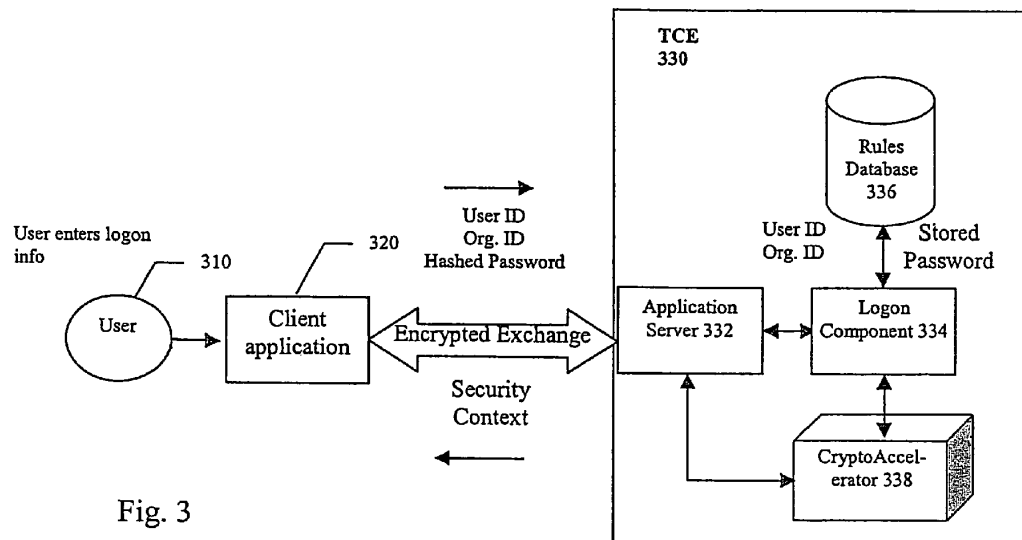 TCE
330
Rules
Database
336
User ID
Org. ID
Hashed Password
User ID
Org. ID
Stored
Password
User enters logon
info
310
320
User
Client
application
Encrypted Exchange
Application
Server 332
Logon
Component 334
Security
Context
CryptoAccel-
erator 338
Fig. 3